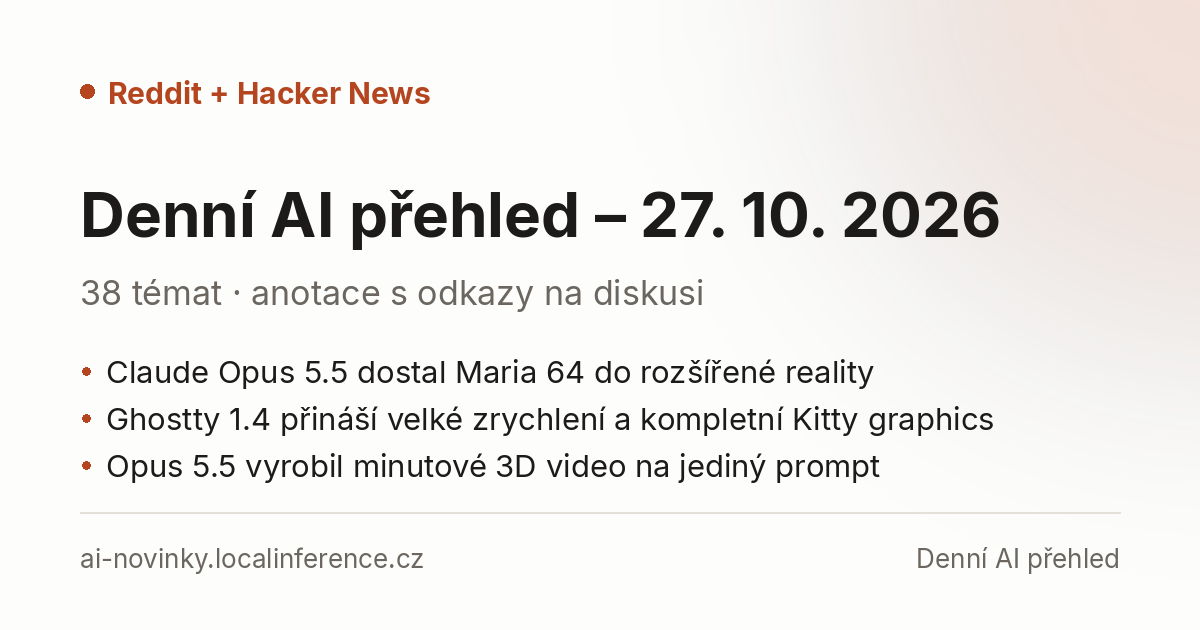 Reddit + Hacker News
Denní AI přehled – 27. 10. 2026
38 témat · anotace s odkazy na diskusi
• Claude Opus 5.5 dostal Maria 64 do rozšířené reality
• Ghostty 1.4 přináší velké zrychlení a kompletní Kitty graphics
• Opus 5.5 vyrobil minutové 3D video na jediný prompt
ai-novinky.localinference.cz
Denní AI přehled